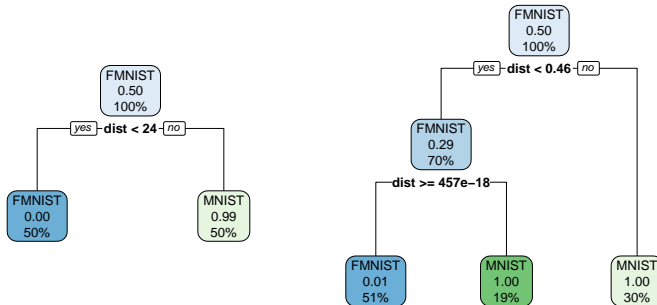 FMNIST
0.50
100%
yes dist < 24 no
FMNIST
0.00
50%
MNIST
0.99
50%
FMNIST
0.50
100%
yes dist < 0.46 no
FMNIST
0.29
70%
dist >= 457e−18
FMNIST
0.01
51%
MNIST
1.00
19%
MNIST
1.00
30%